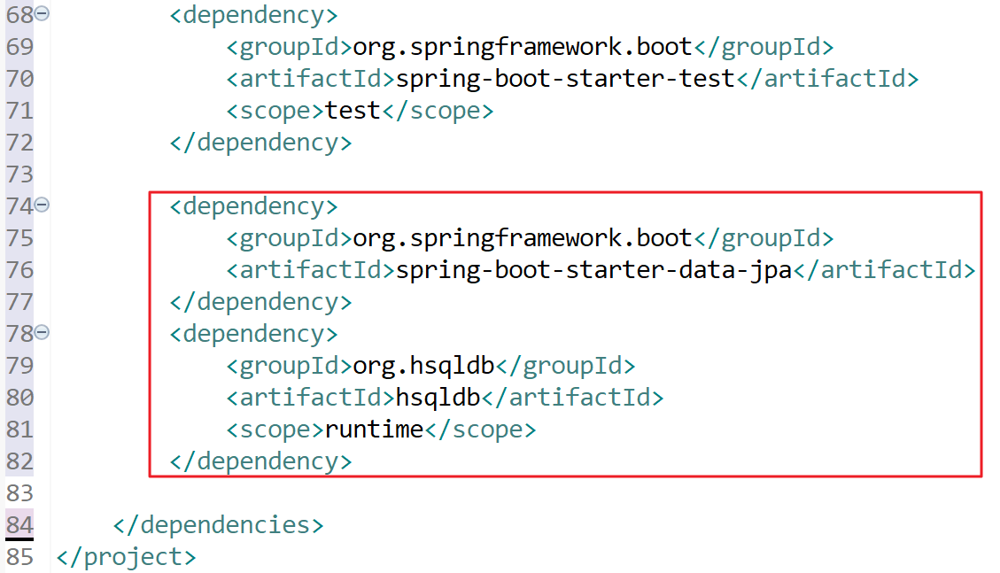 68 <dependency>
69 <groupId>org.springframework.boot</groupId>
70 <artifactId>spring-boot-starter-test</artifactId>
71 <scope>test</scope>
72 </dependency>
73
74 <dependency>
75 <groupId>org.springframework.boot</groupId>
76 <artifactId>spring-boot-starter-data-jpa</artifactId>
77 </dependency>
78 <dependency>
79 <groupId>org.hsqldb</groupId>
80 <artifactId>hsqldb</artifactId>
81 <scope>runtime</scope>
82 </dependency>
83
84 </dependencies>
85 </project>